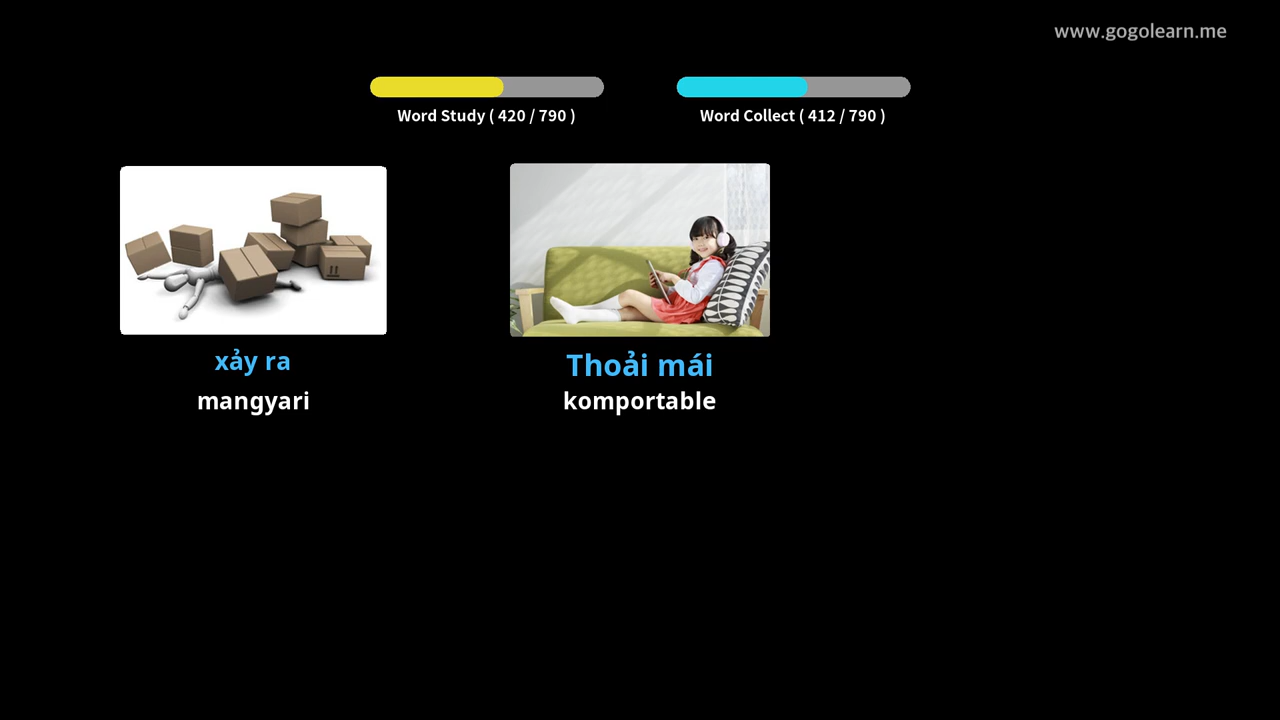 www.gogolearn.me
Word Study ( 420 / 790 )
Word Collect ( 412 / 790 )
xảy ra
mangyari
Thoải mái
komportable